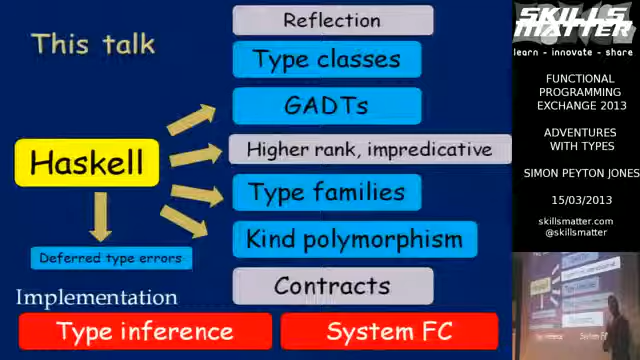 This talk
Reflection
Type classes
GADTs
Haskell
Higher rank, impredicative
Type families
Kind polymorphism
Deferred type errors
Contracts
Implementation
Type inference
System FC
SKILLS
MATTER
learn - innovate - share
FUNCTIONAL
PROGRAMMING
EXCHANGE 2013
ADVENTURES
WITH TYPES
SIMON PEYTON JONES
15/03/2013
skillsmatter.com
@skillsmatter